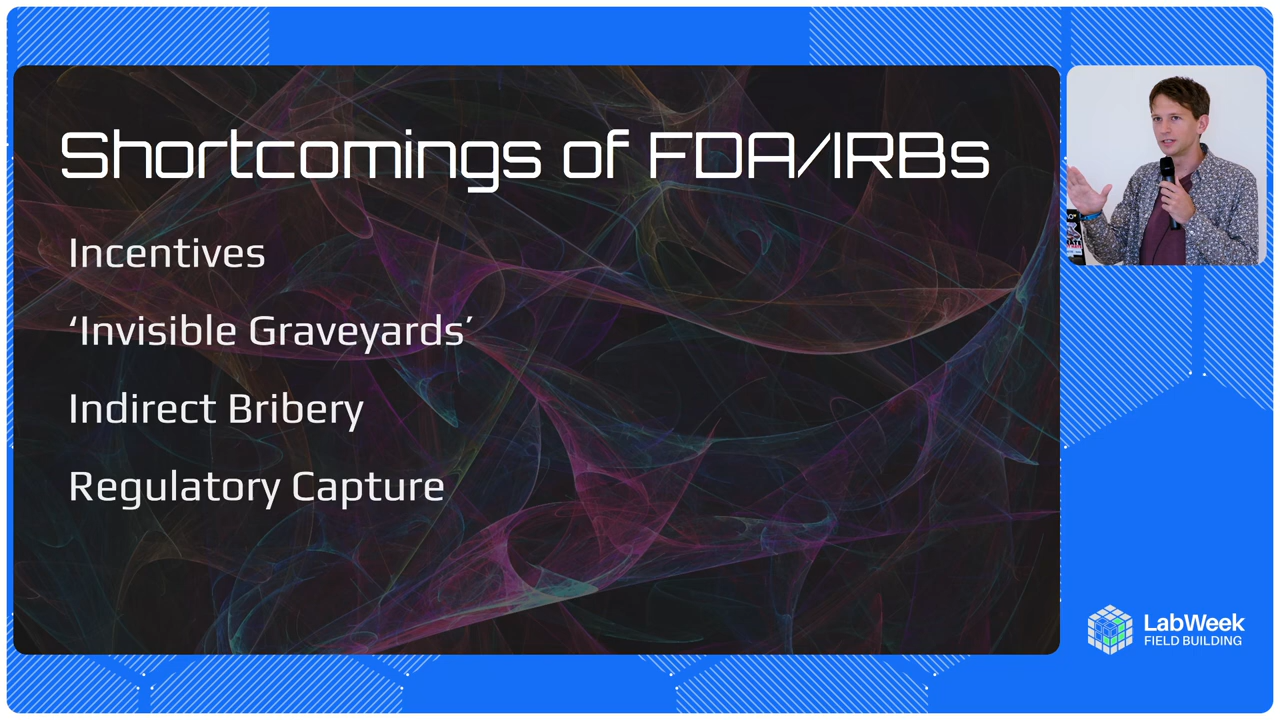 Shortcomings of FDA/IRBs
Incentives
‘Invisible Graveyards’
Indirect Bribery
Regulatory Capture
LabWeek
FIELD BUILDING